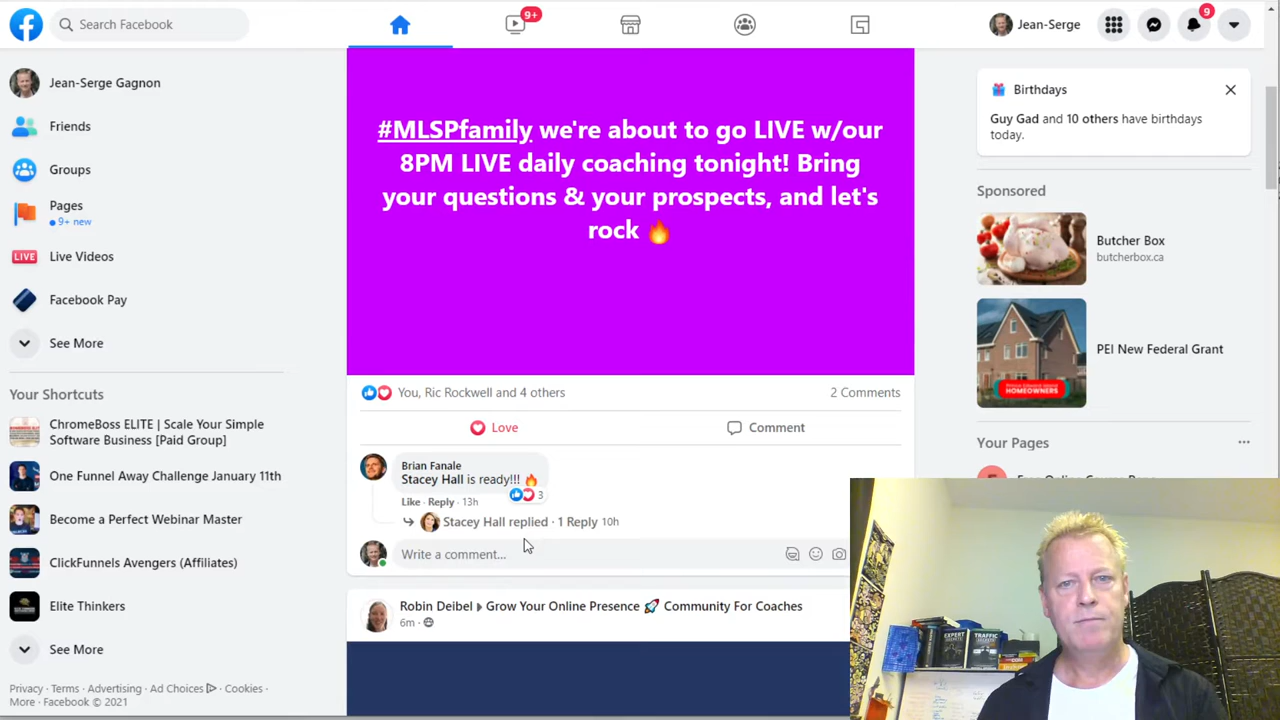 Search Facebook
9+
Jean-Serge
9
Jean-Serge Gagnon
Friends
Groups
Pages
9+ new
LIVE
Live Videos
Facebook Pay
See More
Your Shortcuts
ChromeBoss ELITE | Scale Your Simple
Software Business [Paid Group]
One Funnel Away Challenge January 11th
Become a Perfect Webinar Master
ClickFunnels Avengers (Affiliates)
Elite Thinkers
See More
Privacy · Terms · Advertising · Ad Choices · Cookies ·
More · Facebook © 2021
#MLSPfamily we're about to go LIVE w/our
8PM LIVE daily coaching tonight! Bring
your questions & your prospects, and let's
rock 🔥
You, Ric Rockwell and 4 others
2 Comments
Love
Comment
Brian Fanale
Stacey Hall is ready!!! 🔥
3
Like · Reply · 13h
Stacey Hall replied · 1 Reply 10h
Write a comment...
Robin Deibel ▸ Grow Your Online Presence 🚀 Community For Coaches
6m ·
Birthdays
Guy Gad and 10 others have birthdays
today.
Sponsored
Butcher Box
butcherbox.ca
PEI New Federal Grant
HOMEOWNERS
Your Pages
EXPERT
TRAFFIC